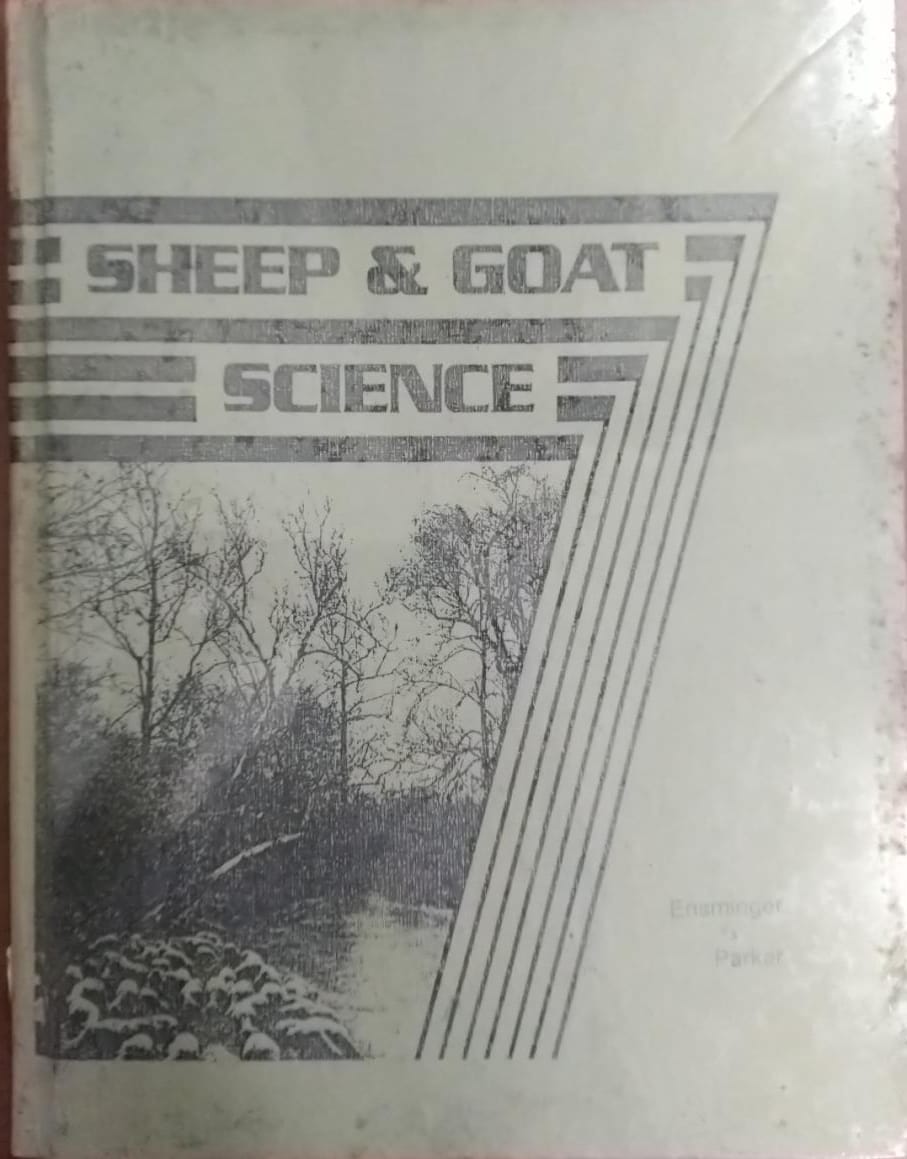 SHEEP & GOAT
SCIENCE
Ensminger
&
Parker